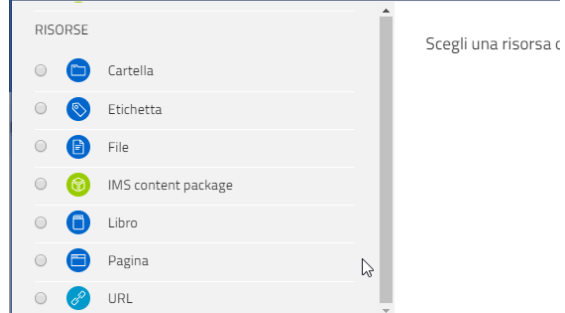 RISORSE
Scegli una risorsa
Cartella
Etichetta
File
IMS content package
Libro
Pagina
URL